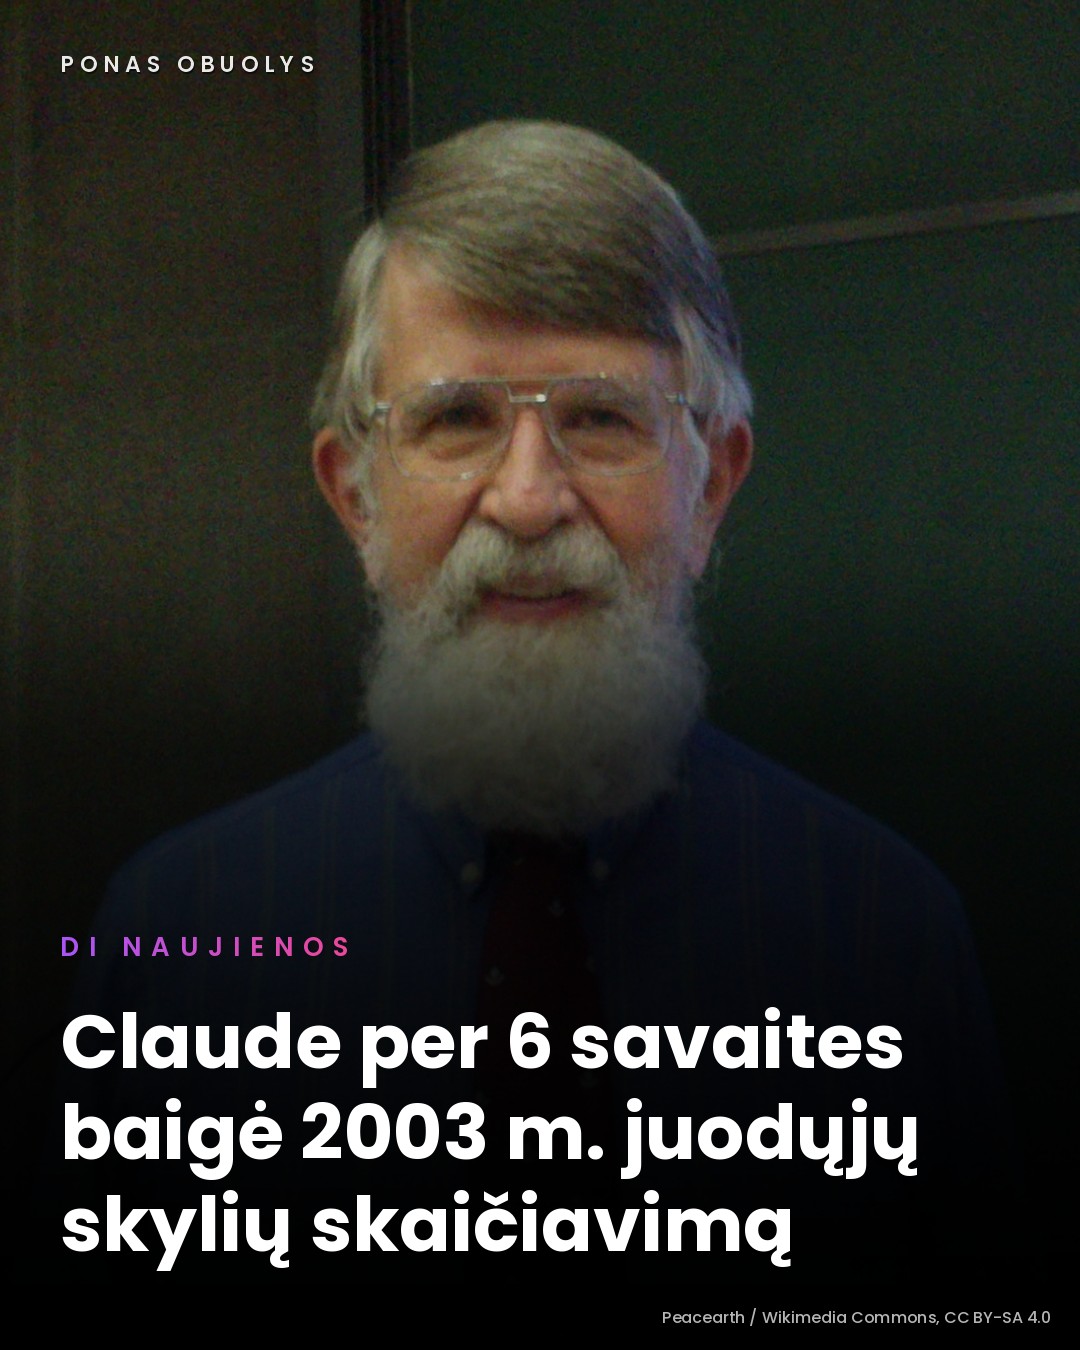 PONAS OBUOLYS
DI NAUJIENOS
Claude per 6 savaites
baigė 2003 m. juodųjų
skylių skaičiavimą
Peacearth / Wikimedia Commons, CC BY-SA 4.0